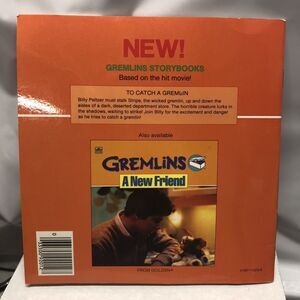 NEW!
GREMLINS STORYBOOKS
Based on the hit movie!
TO CATCH A GREMLIN
Billy Peltzer must stalk Stripe, the wicked gremlin, up and down the
aisles of a dark, deserted department store. The horrible creature lurks in
the shadows, waiting to strike! Join Billy for the excitement and danger
as he tries to catch a gremlin!
Also available
GREMLINS
A New Friend
FROM GOLDEN®